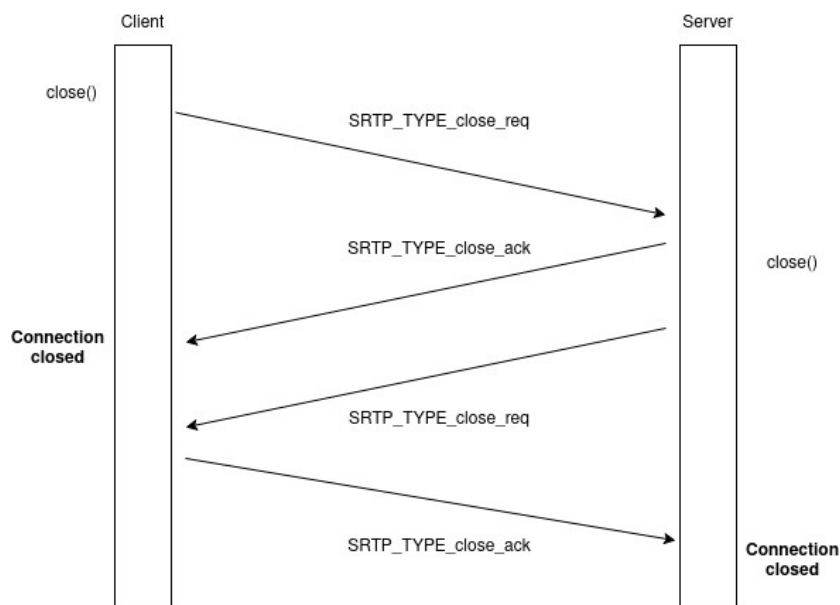 Client
Server
close()
SRTP_TYPE_close_req
SRTP_TYPE_close_ack
close()
Connection
closed
SRTP_TYPE_close_req
SRTP_TYPE_close_ack
Connection
closed